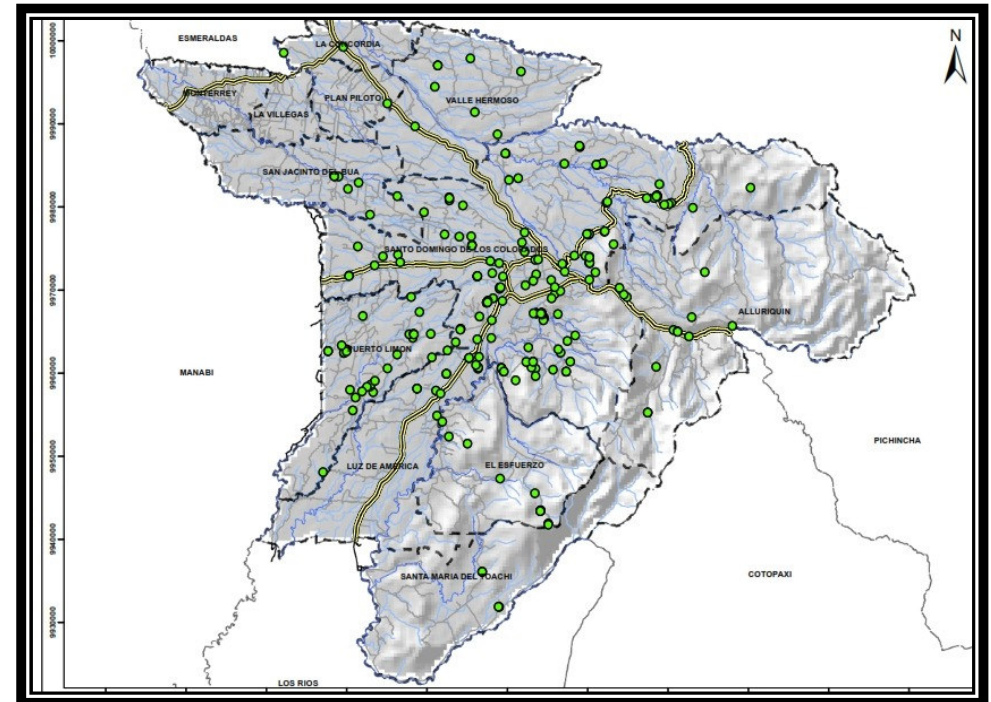 ESMERALDAS
N
LA CONCORDIA
10000000
MONTERREY
PLAN PILOTO
VALLE HERMOSO
LA VILLEGAS
9990000
SAN JACINTO DEL BUA
9980000
SANTO DOMINGO DE LOS COLORADOS
9970000
ALLURIQUIN
PUERTO LIMON
MANABI
9960000
PICHINCHA
LUZ DE AMERICA
EL ESFUERZO
9950000
9940000
SANTA MARIA DEL TOACHI
COTOPAXI
9930000
LOS RIOS